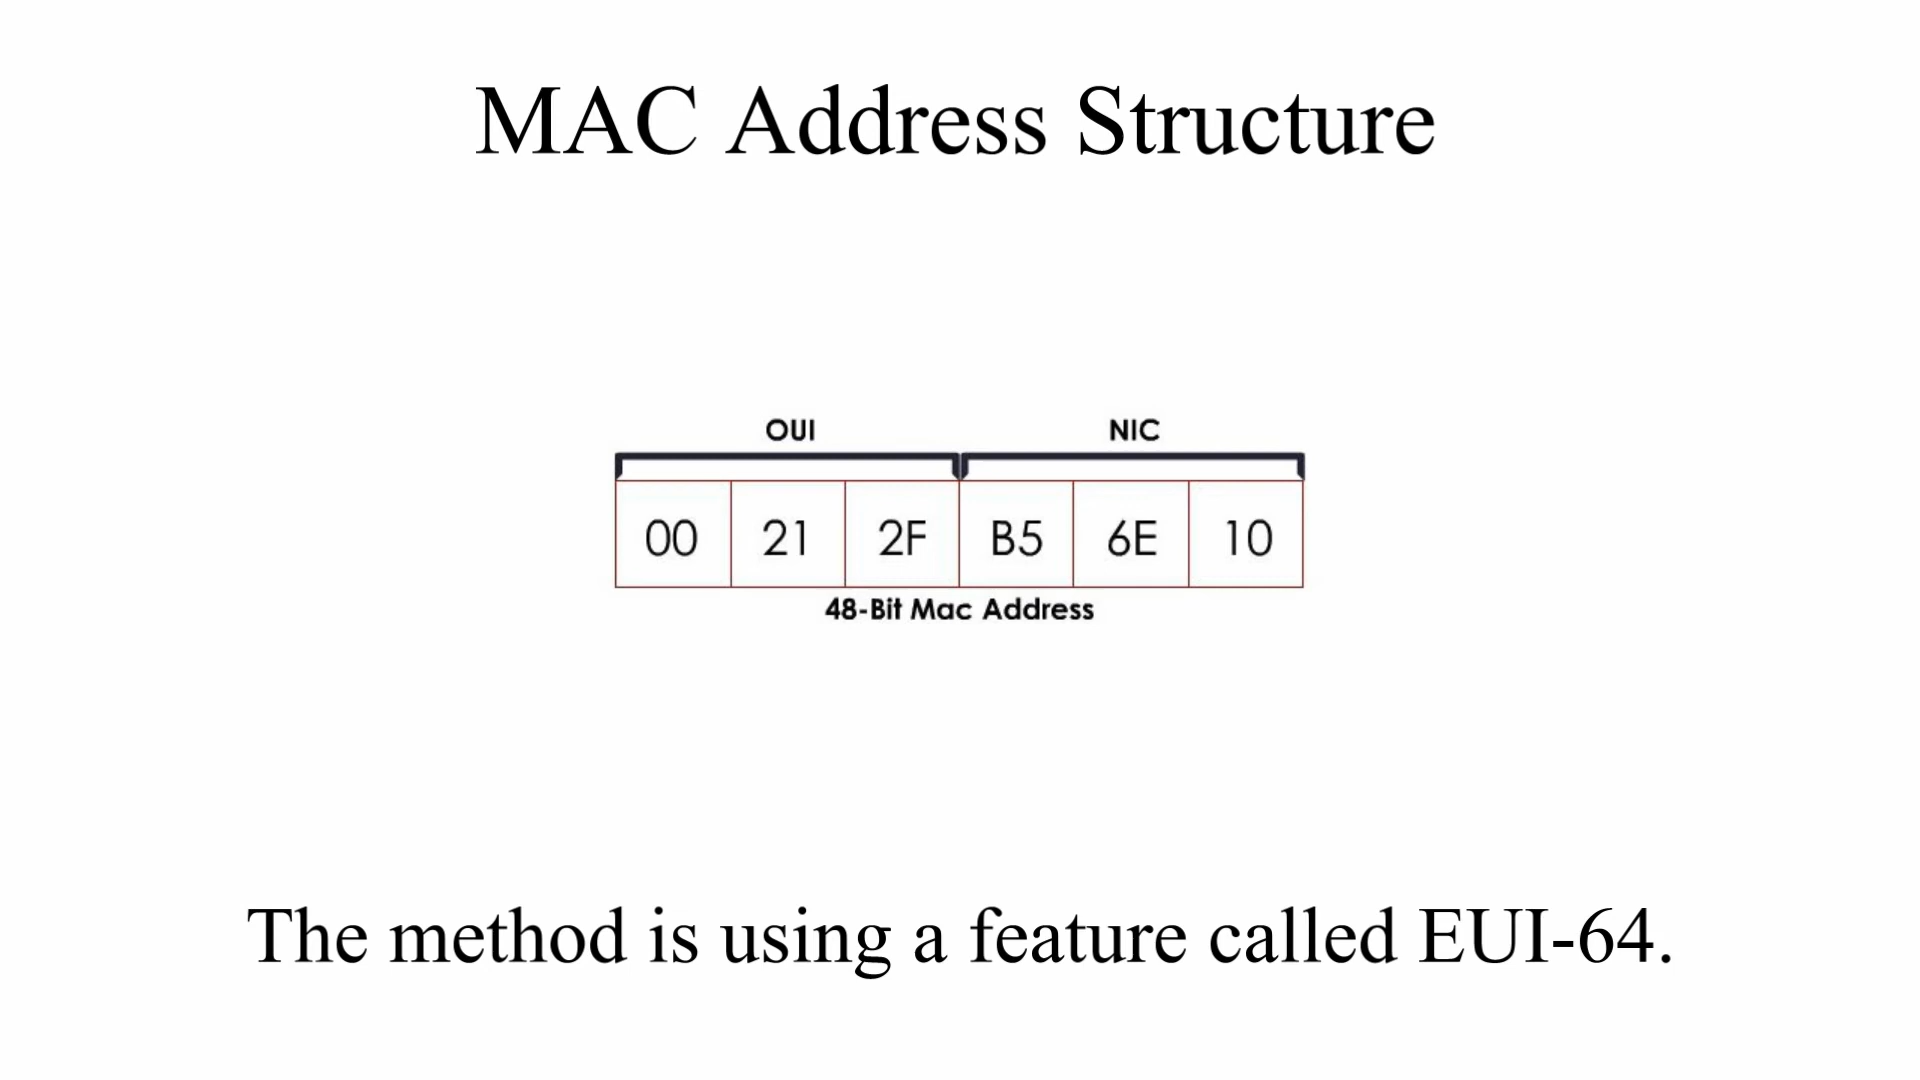 MAC Address Structure
OUI NIC
00 21 2F B5 6E 10
48-Bit Mac Address
The method is using a feature called EUI-64.